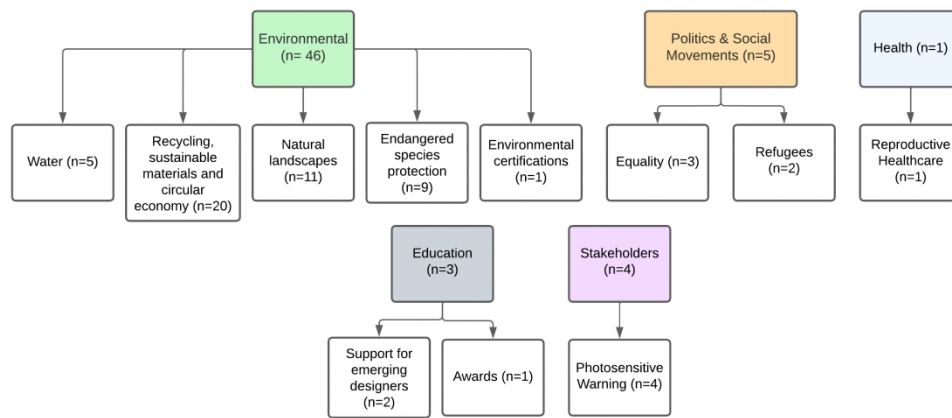 Environmental
(n= 46)
Politics & Social
Movements (n=5)
Health (n=1)
Water (n=5)
Recycling,
sustainable
materials and
circular
economy (n=20)
Natural
landscapes
(n=11)
Endangered
species
protection
(n=9)
Environmental
certifications
(n=1)
Equality (n=3)
Refugees
(n=2)
Reproductive
Healthcare
(n=1)
Education
(n=3)
Stakeholders
(n=4)
Support for
emerging
designers
(n=2)
Awards (n=1)
Photosensitive
Warning (n=4)